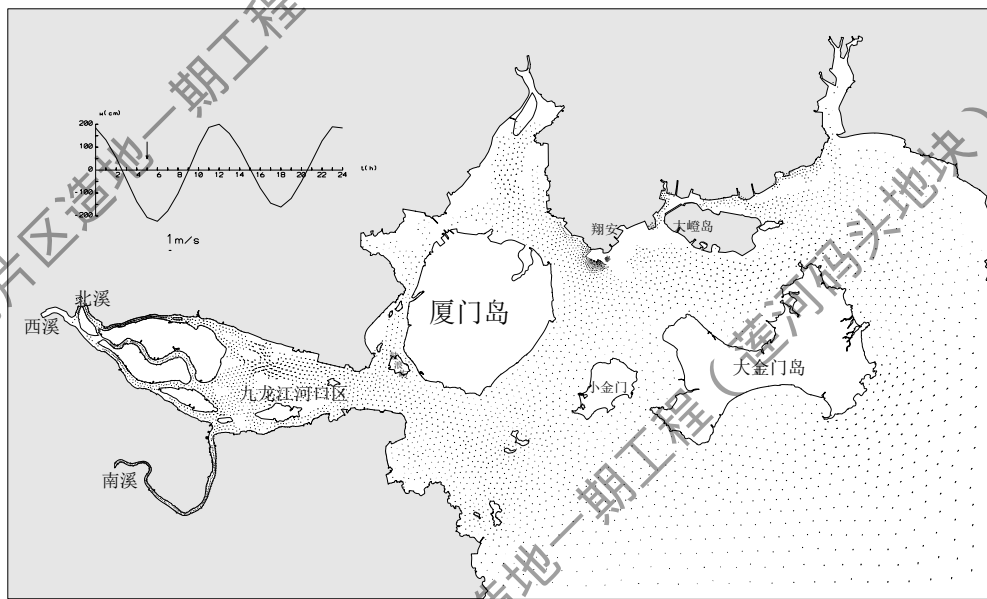 u(cm)
200
100
0
-100
-200
2 4 6 8 10 12 14 16 18 20 22 24
t(h)
1m/s
翔安
大嶝岛
厦门岛
北溪
西溪
大金门岛
小金门
九龙江河口区
南溪
片区造地一期工程
造地一期工程（莲河码头地块）